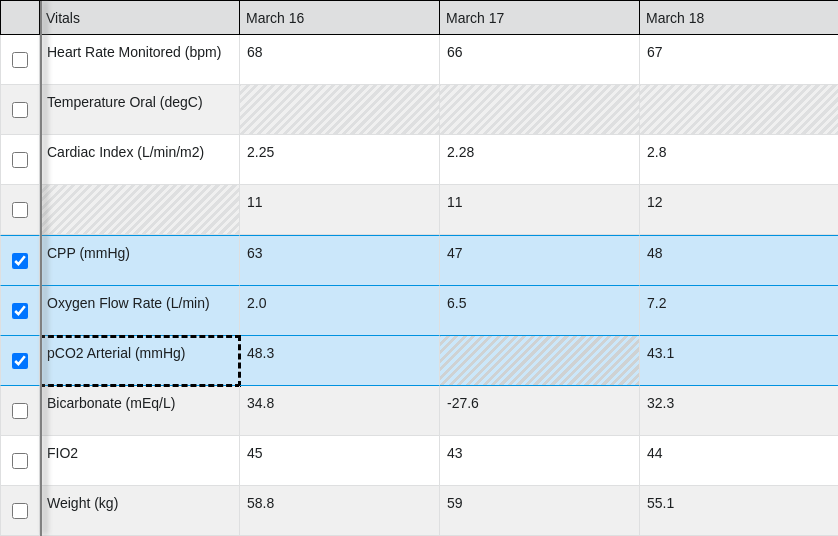 Vitals March 16 March 17 March 18
Heart Rate Monitored (bpm) 68 66 67
Temperature Oral (degC)
Cardiac Index (L/min/m2) 2.25 2.28 2.8
11 11 12
CPP (mmHg) 63 47 48
Oxygen Flow Rate (L/min) 2.0 6.5 7.2
pCO2 Arterial (mmHg) 48.3 43.1
Bicarbonate (mEq/L) 34.8 -27.6 32.3
FIO2 45 43 44
Weight (kg) 58.8 59 55.1